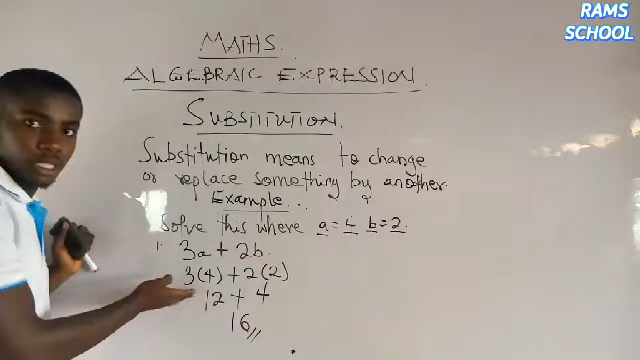 RAMS
SCHOOL
MATHS.
ALGEBRAIC EXPRESSION.
SUBSTITUTION.
Substitution means to change
or replace something by another.
Example...
Solve this where a=4 b=2.
1. 3a + 2b.
3(4) + 2(2)
12 + 4
16//